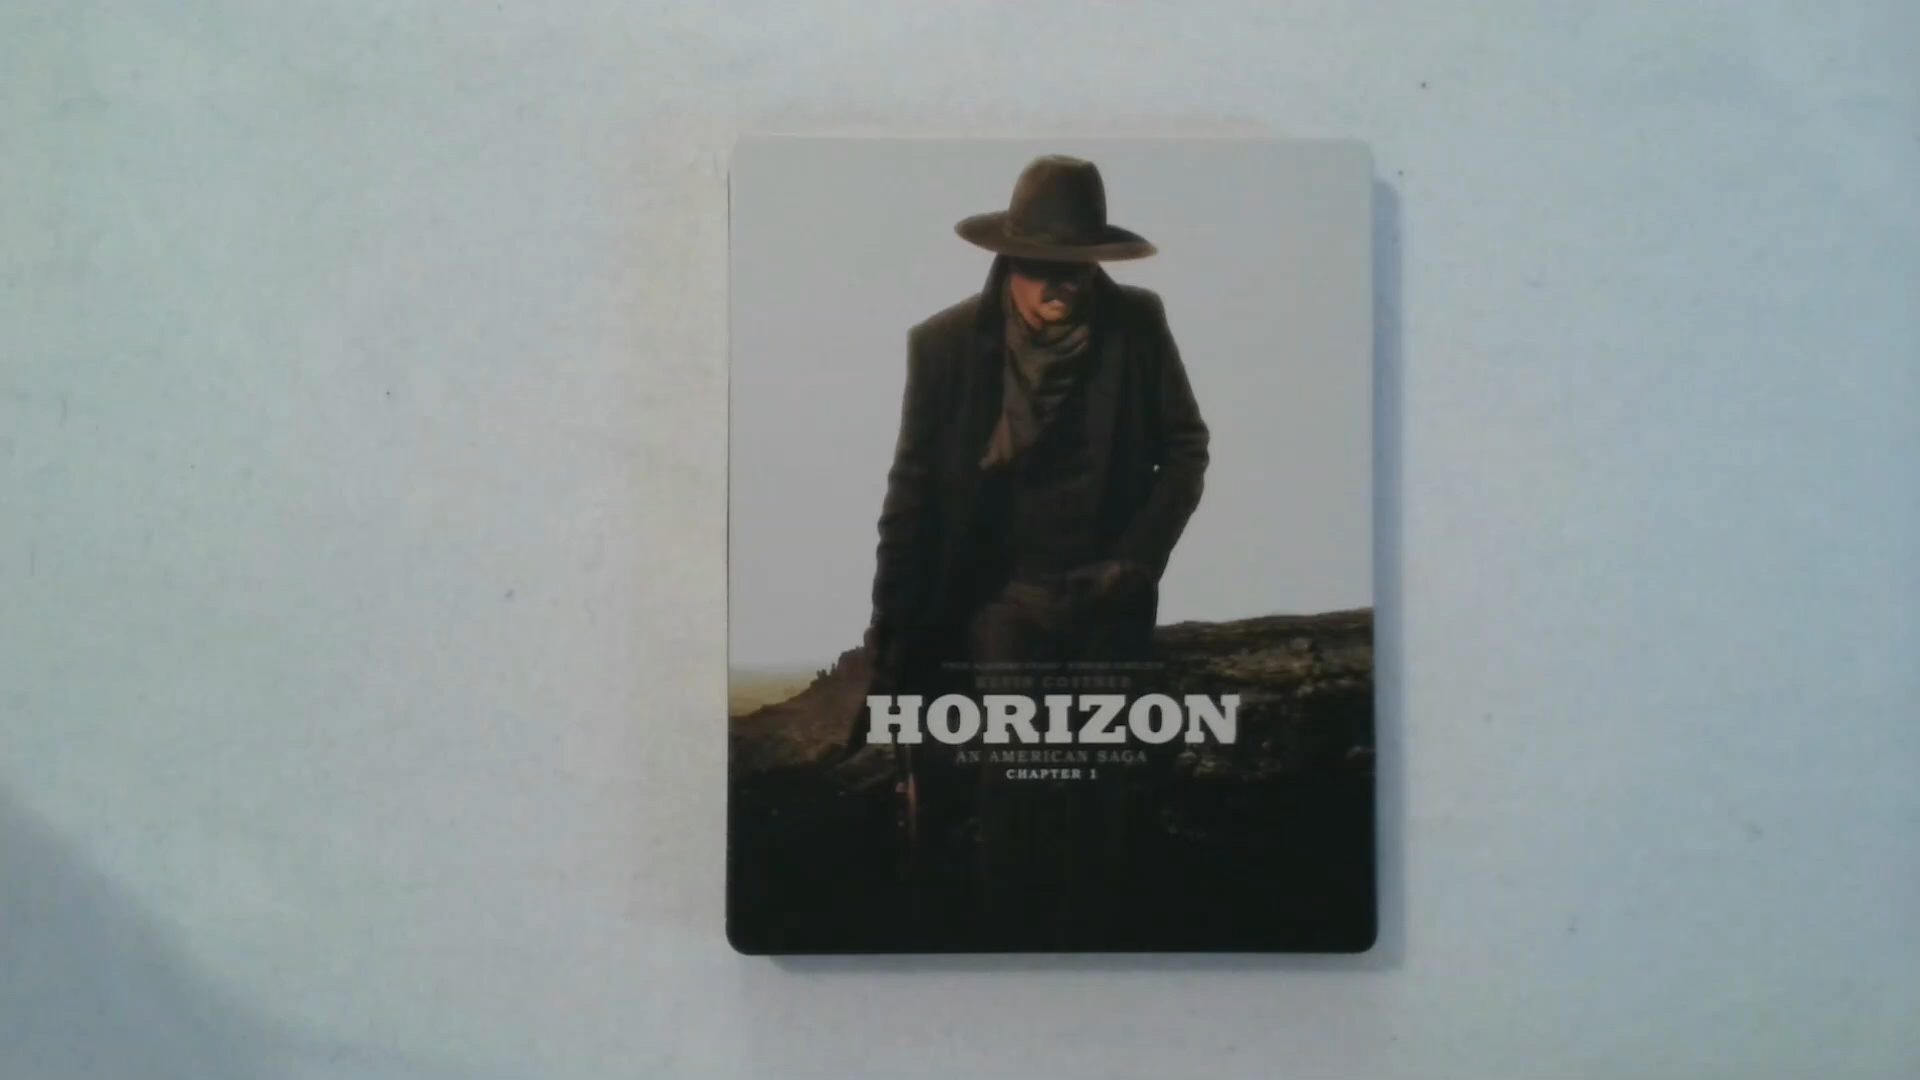 KEVIN COSTNER
HORIZON
AN AMERICAN SAGA
CHAPTER 1